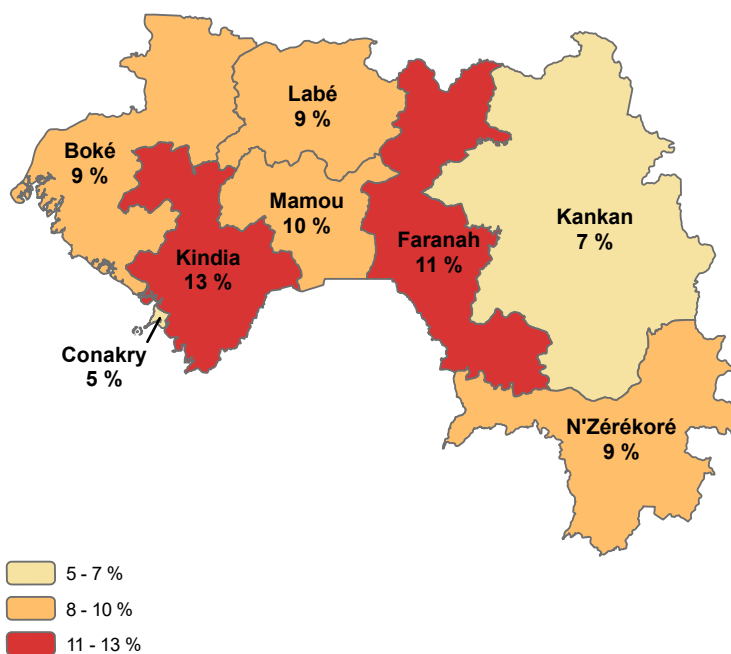 Labé
9 %
Boké
9 %
Mamou
10 %
Kankan
7 %
Faranah
11 %
Kindia
13 %
Conakry
5 %
N'Zérékoré
9 %
5 - 7 %
8 - 10 %
11 - 13 %